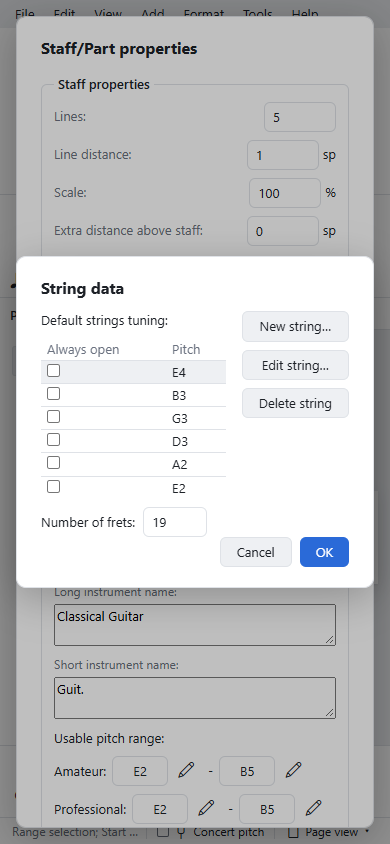 File Edit View Add Format Tools Help
Staff/Part properties
Staff properties
Lines: 5
Line distance: 1 sp
Scale: 100 %
Extra distance above staff: 0 sp
String data
Default strings tuning:
New string...
Always open Pitch
Edit string...
E4
B3
Delete string
G3
D3
A2
E2
Number of frets: 19
Cancel OK
Long instrument name:
Classical Guitar
Short instrument name:
Guit.
Usable pitch range:
Amateur: E2 - B5
Professional: E2 - B5
Range selection; Start ... Concert pitch Page view